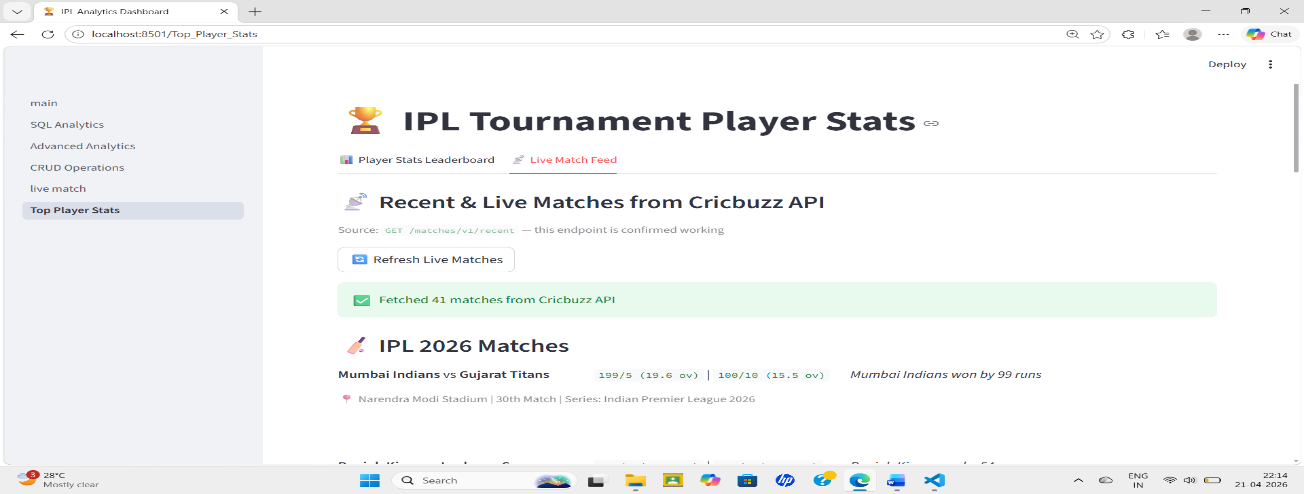 IPL Analytics Dashboard
localhost:8501/Top_Player_Stats
Chat
Deploy
main
SQL Analytics
Advanced Analytics
CRUD Operations
live match
Top Player Stats
IPL Tournament Player Stats
Player Stats Leaderboard Live Match Feed
Recent & Live Matches from Cricbuzz API
Source: GET /matches/v1/recent — this endpoint is confirmed working
Refresh Live Matches
Fetched 41 matches from Cricbuzz API
IPL 2026 Matches
Mumbai Indians vs Gujarat Titans 199/5 (19.6 ov) | 100/10 (15.5 ov) Mumbai Indians won by 99 runs
Narendra Modi Stadium | 30th Match | Series: Indian Premier League 2026
3
28°C
Mostly clear
Search
hp
ENG
IN
22:14
21-04-2026